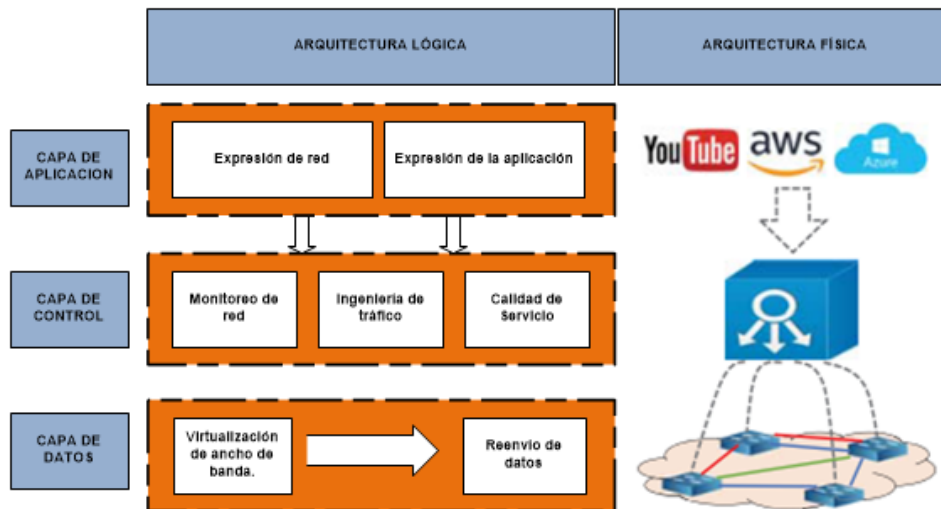 ARQUITECTURA LÓGICA
ARQUITECTURA FÍSICA
CAPA DE
APLICACION
Expresión de red
Expresión de la aplicación
YouTube
aws
Azure
CAPA DE
CONTROL
Monitoreo de
red
Ingeniería de
tráfico
Calidad de
Servicio
CAPA DE
DATOS
Virtualización
de ancho de
banda.
Reenvio de
datos